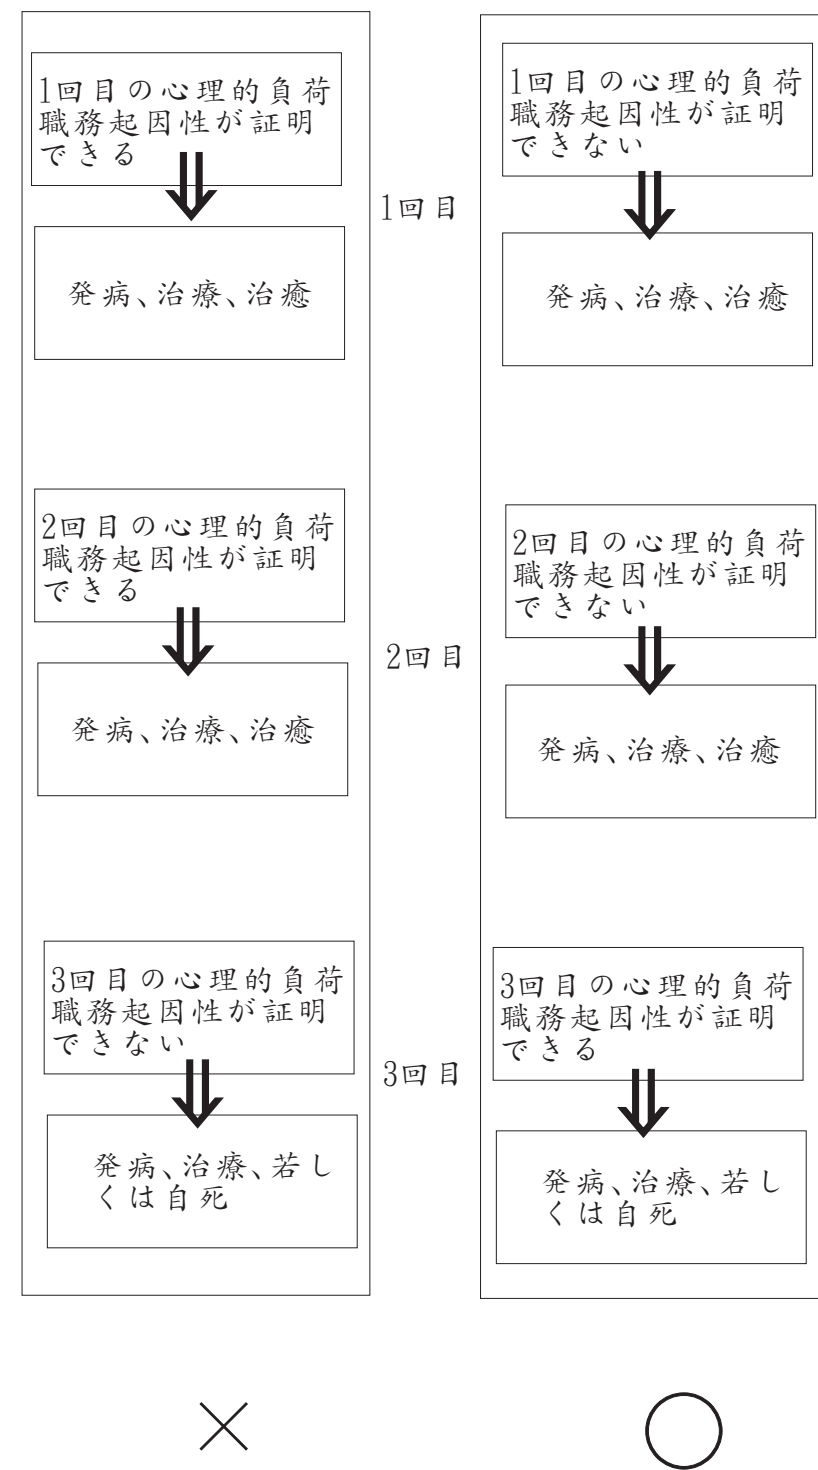 1回目の心理的負荷
職務起因性が証明
できる
発病、治療、治癒
2回目の心理的負荷
職務起因性が証明
できる
発病、治療、治癒
3回目の心理的負荷
職務起因性が証明
できない
発病、治療、若し
くは自死
×
1回目
2回目
3回目
1回目の心理的負荷
職務起因性が証明
できない
発病、治療、治癒
2回目の心理的負荷
職務起因性が証明
できない
発病、治療、治癒
3回目の心理的負荷
職務起因性が証明
できる
発病、治療、若し
くは自死
○